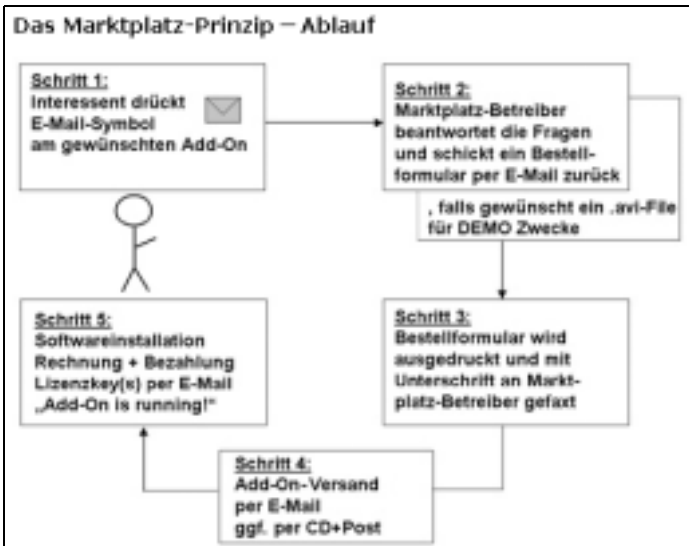 Das Marktplatz-Prinzip – Ablauf
Schritt 1:
Interessent drückt
E-Mail-Symbol
am gewünschten Add-On
Schritt 2:
Marktplatz-Betreiber
beantwortet die Fragen
und schickt ein Bestell-
formular per E-Mail zurück
, falls gewünscht ein .avi-File
für DEMO Zwecke
Schritt 3:
Bestellformular wird
ausgedruckt und mit
Unterschrift an Markt-
platz-Betreiber gefaxt
Schritt 4:
Add-On-Versand
per E-Mail
ggf. per CD+Post
Schritt 5:
Softwareinstallation
Rechnung + Bezahlung
Lizenzkey(s) per E-Mail
„Add-On is running!“